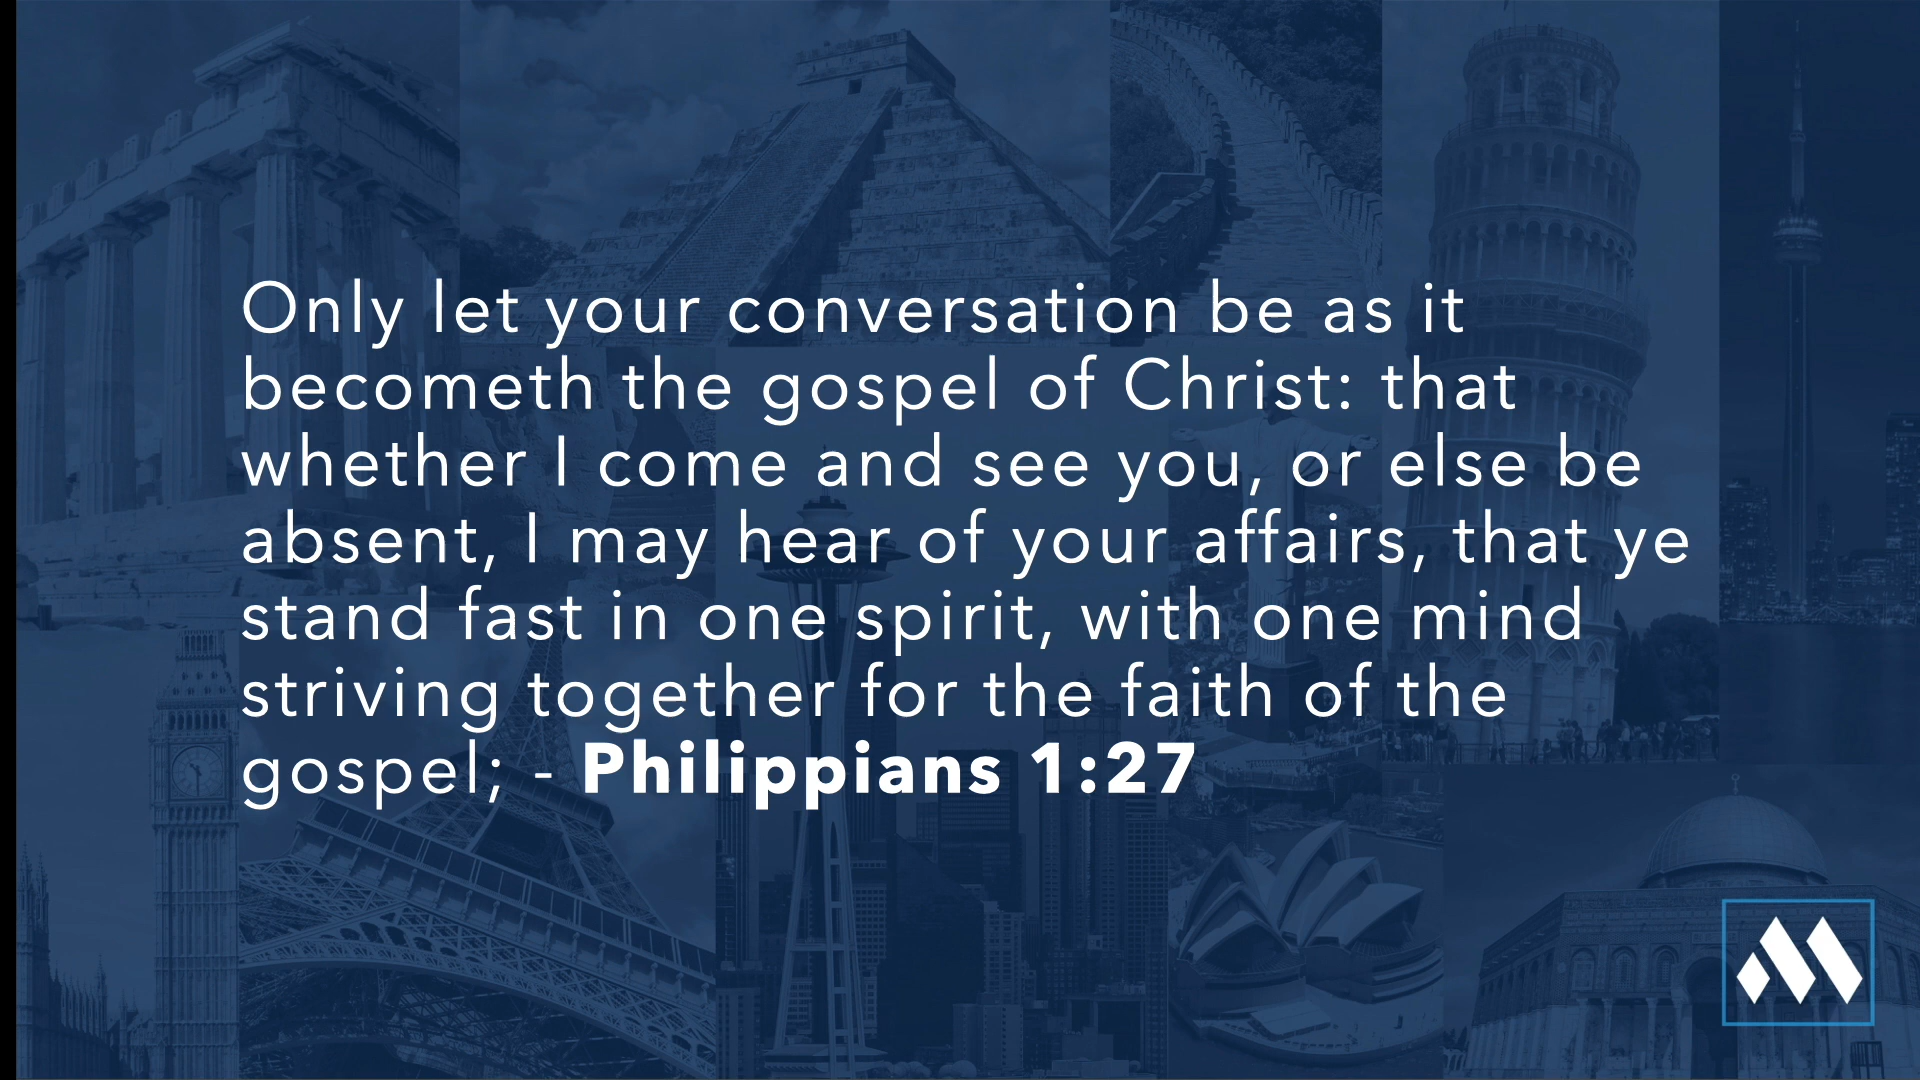 Only let your conversation be as it
becometh the gospel of Christ: that
whether I come and see you, or else be
absent, I may hear of your affairs, that ye
stand fast in one spirit, with one mind
striving together for the faith of the
gospel; - Philippians 1:27